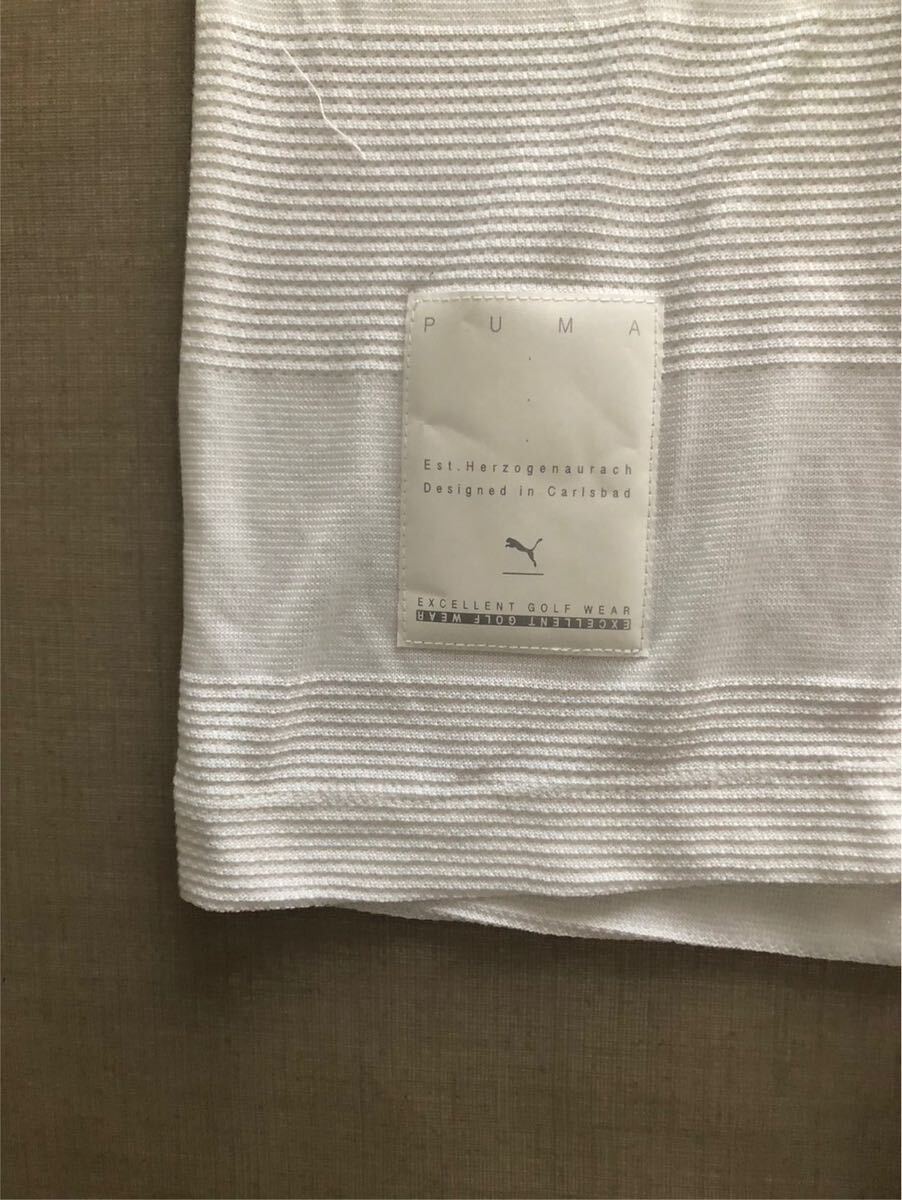 P U M A
Est.Herzogenaurach
Designed in Carlsbad
EXCELLENT GOLF WEAR
EXCELLENT GOLF WEAR